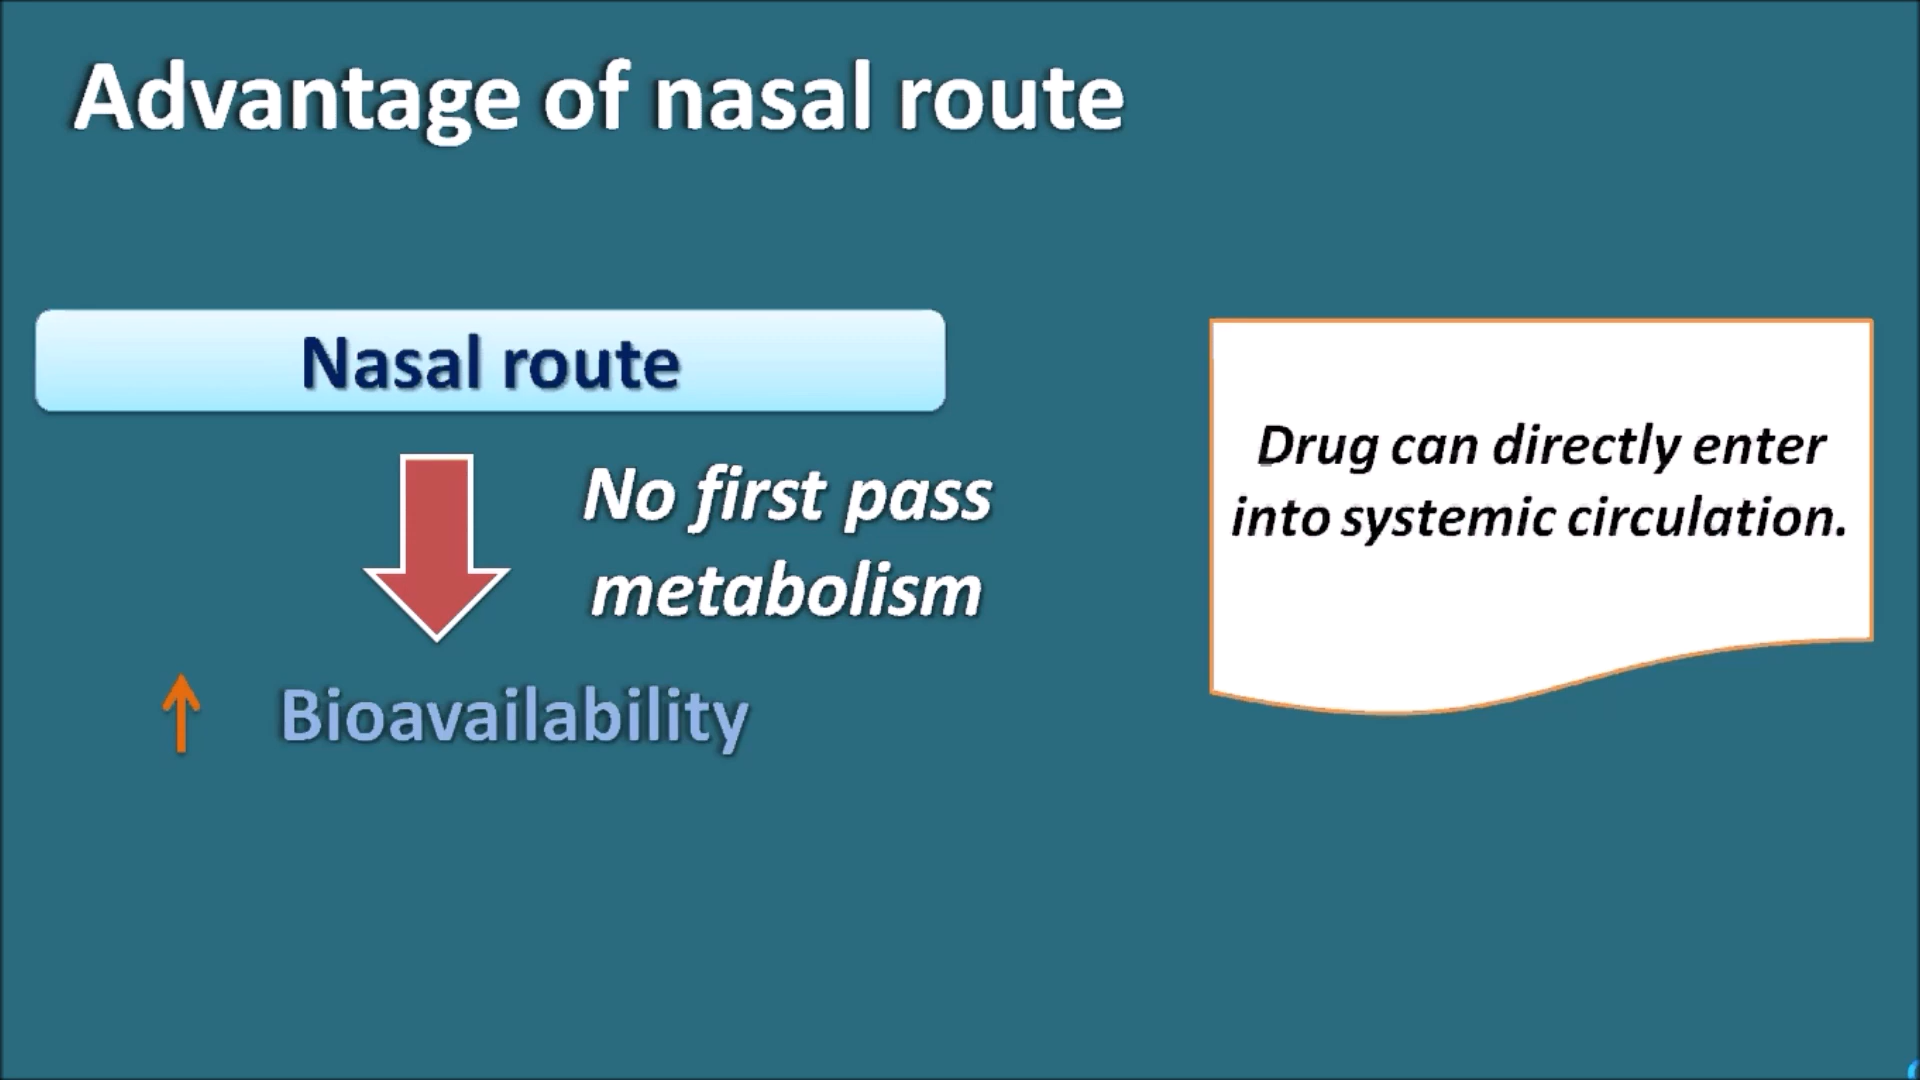 Advantage of nasal route
Nasal route
No first pass
metabolism
Bioavailability
Drug can directly enter
into systemic circulation.